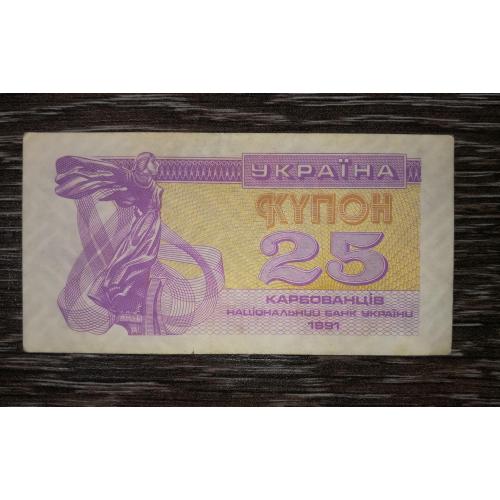 УКРАЇНА
КУПОН
25
КАРБОВАНЦІВ
НАЦІОНАЛЬНИЙ БАНК УКРАЇНИ
1991